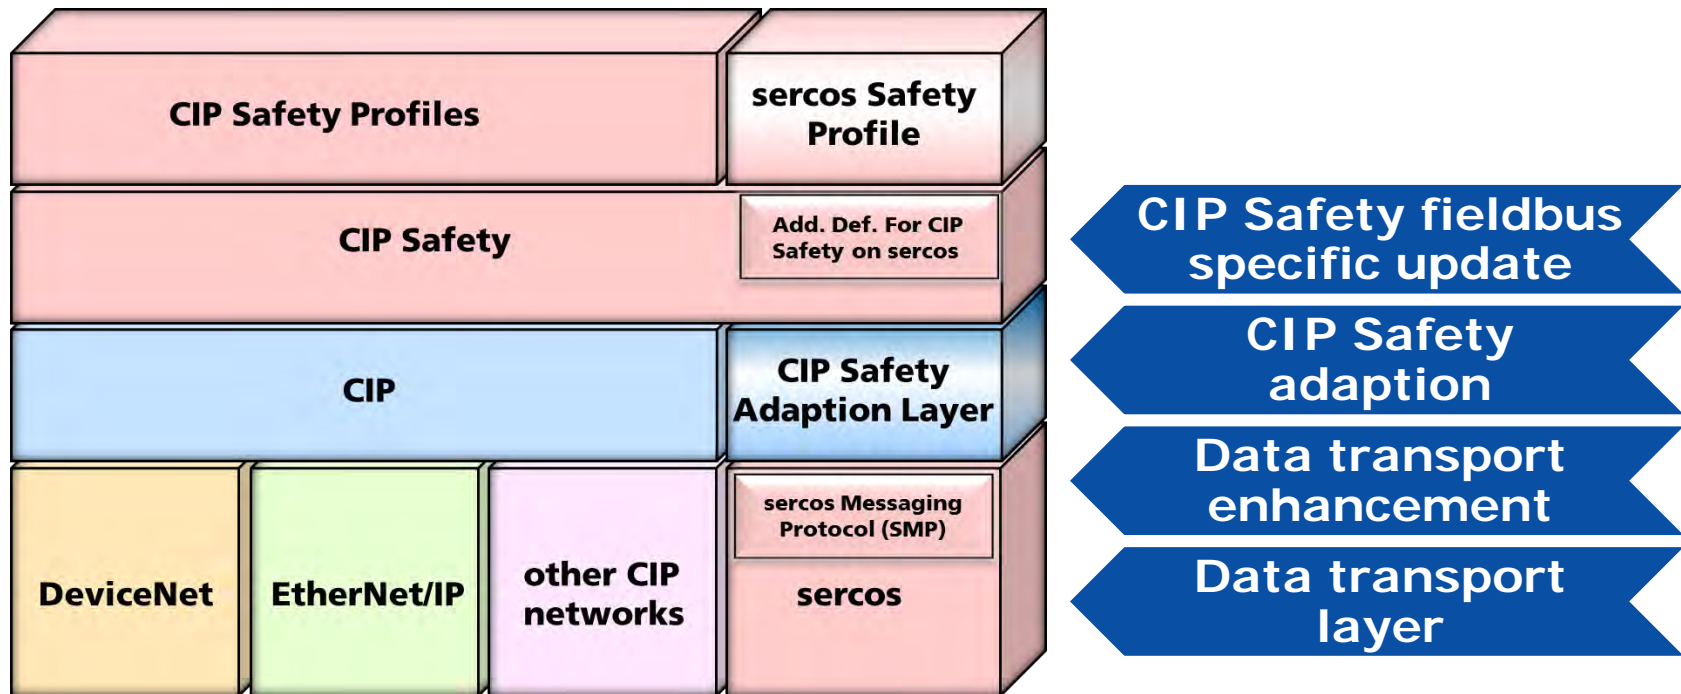 CIP Safety Profiles
sercos Safety
Profile
CIP Safety
Add. Def. For CIP
Safety on sercos
CIP
CIP Safety
Adaption Layer
DeviceNet
EtherNet/IP
other CIP
networks
sercos Messaging
Protocol (SMP)
sercos
CIP Safety fieldbus
specific update
CIP Safety
adaption
Data transport
enhancement
Data transport
layer